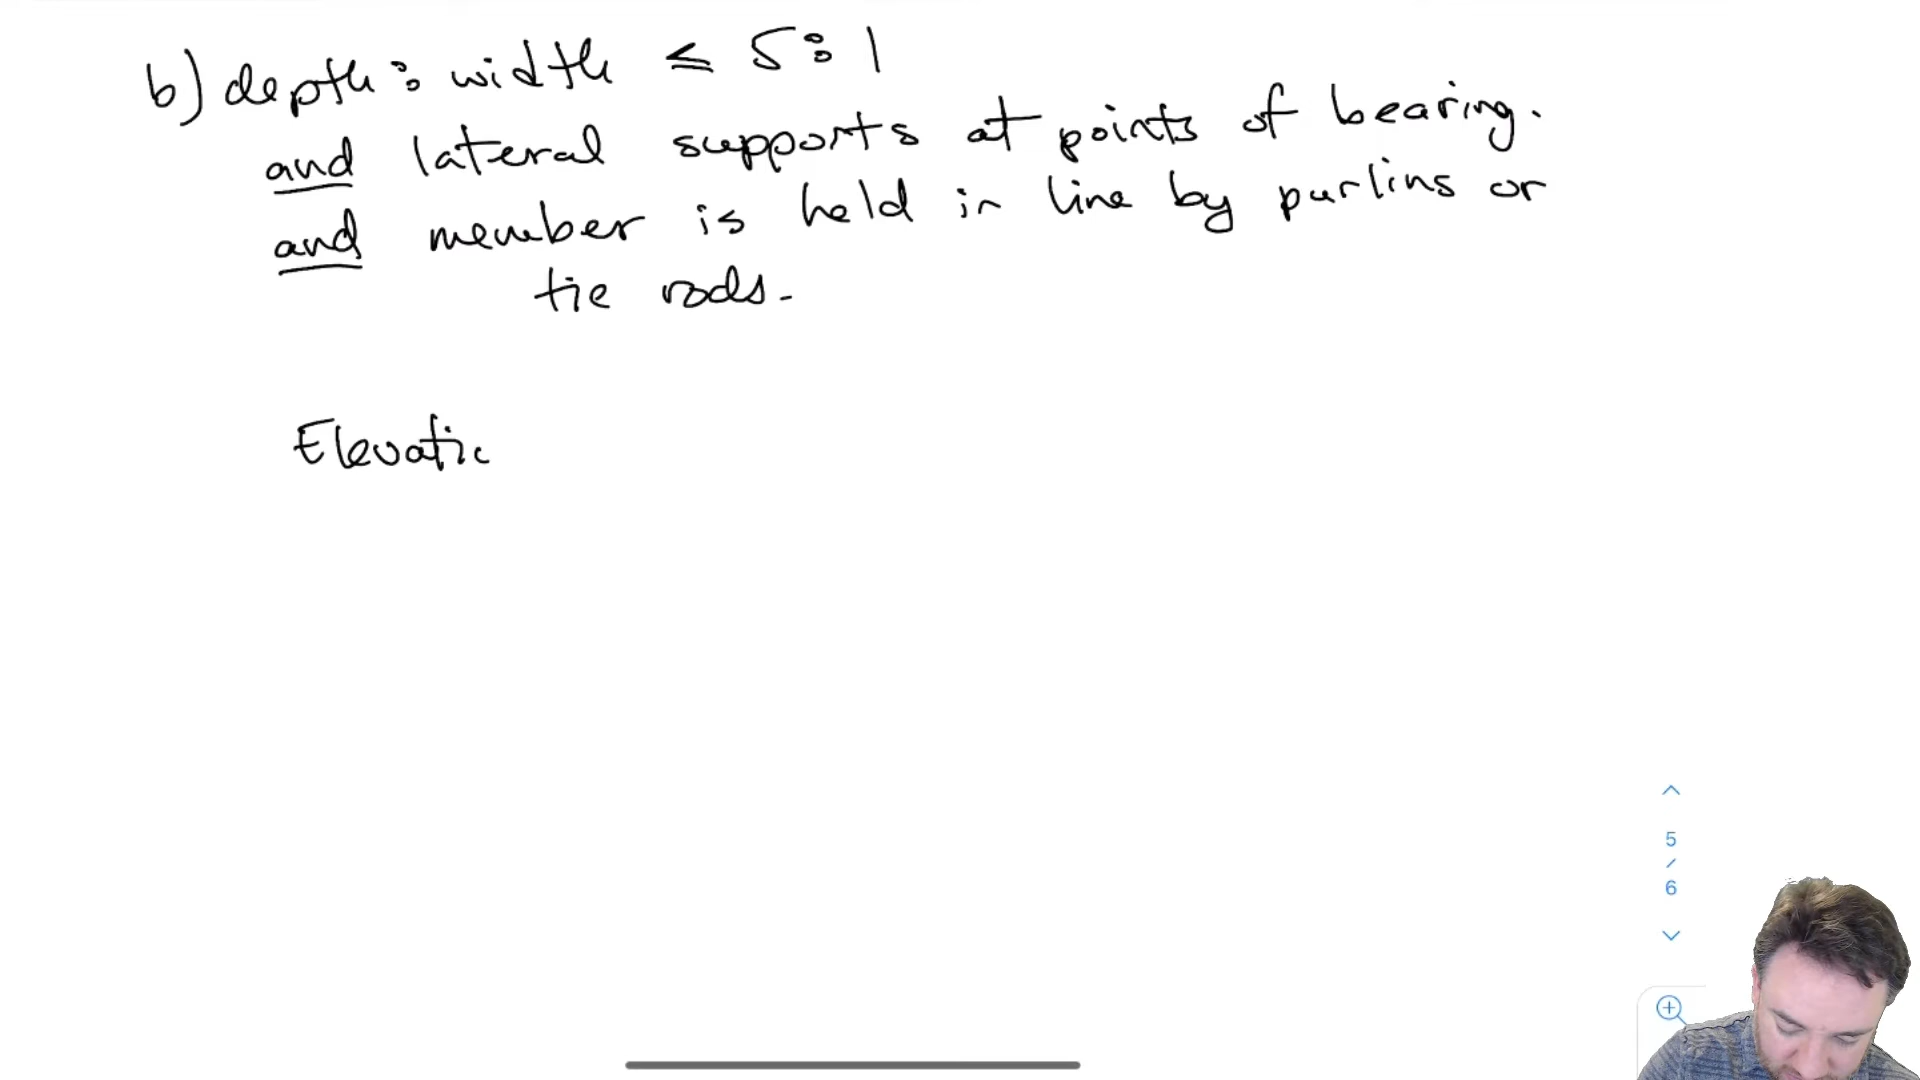 b) depth : width ≤ 5 : 1
and lateral supports at points of bearing.
and member is held in line by purlins or
tie rods.
Elevatic
5
/
6